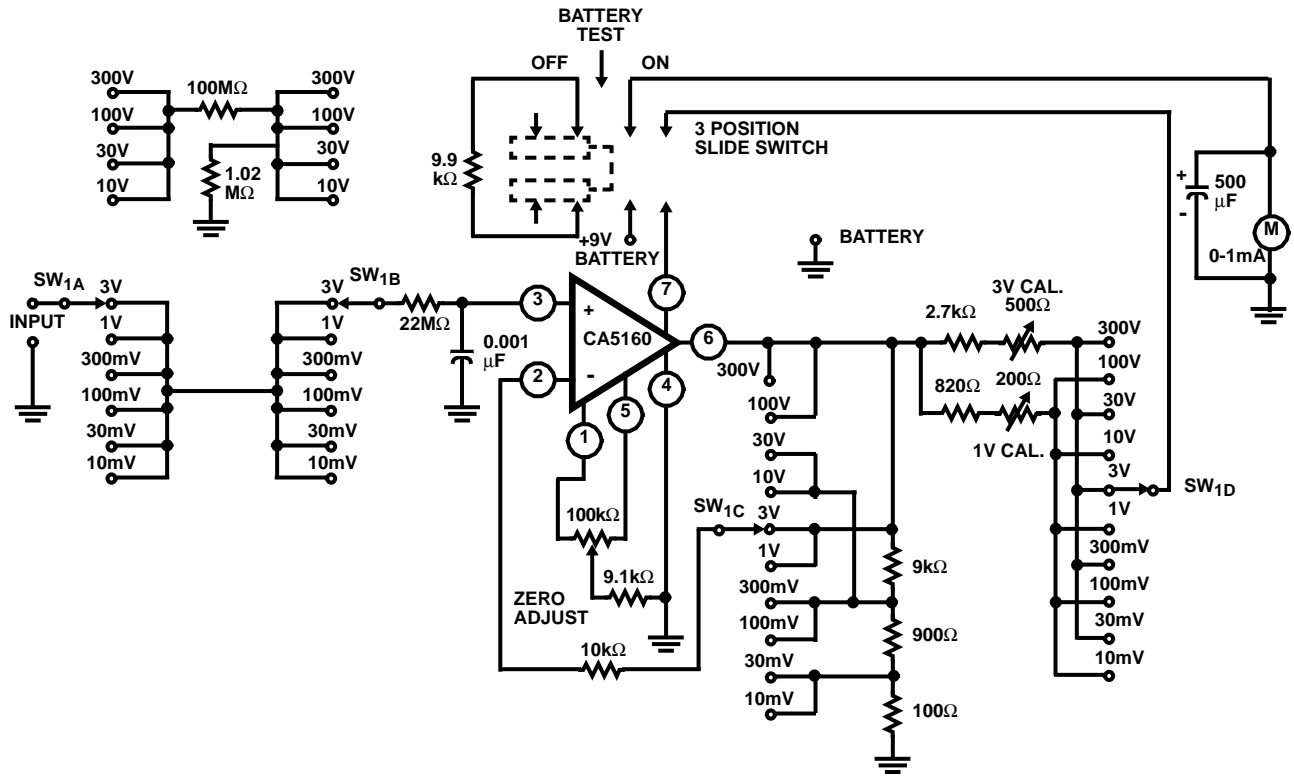 BATTERY
TEST
OFF
ON
300V
100MΩ
300V
100V
100V
30V
30V
1.02
MΩ
10V
10V
9.9
kΩ
3 POSITION
SLIDE SWITCH
+
500
µF
-
M
0-1mA
+9V
BATTERY
BATTERY
SW1A
3V
3V
SW1B
INPUT
22MΩ
3
+
7
CA5160
6
2.7kΩ
3V CAL.
500Ω
300V
1V
1V
0.001
µF
300mV
300mV
2
-
4
5
1
300V
820Ω
200Ω
1V CAL.
100V
100mV
100mV
100V
30V
30mV
30mV
30V
10V
10mV
10mV
10V
3V
SW1D
100kΩ
SW1C
3V
1V
9.1kΩ
1V
9kΩ
300mV
ZERO
ADJUST
300mV
100mV
100mV
900Ω
30mV
10kΩ
30mV
10mV
10mV
100Ω